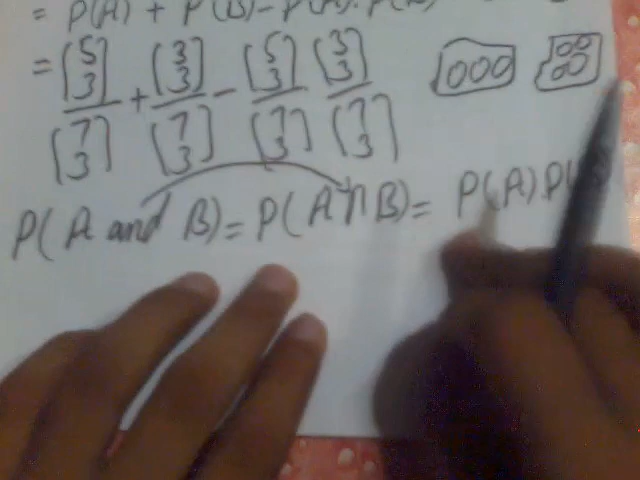 = P(A) + P(B) - P(A). P(B)
= [5 3]/[7 3] + [3 3]/[7 3] - [5 3]/[7 3] [3 3]/[7 3]
P( A and B) = P( A ∩ B) = P(A). P(